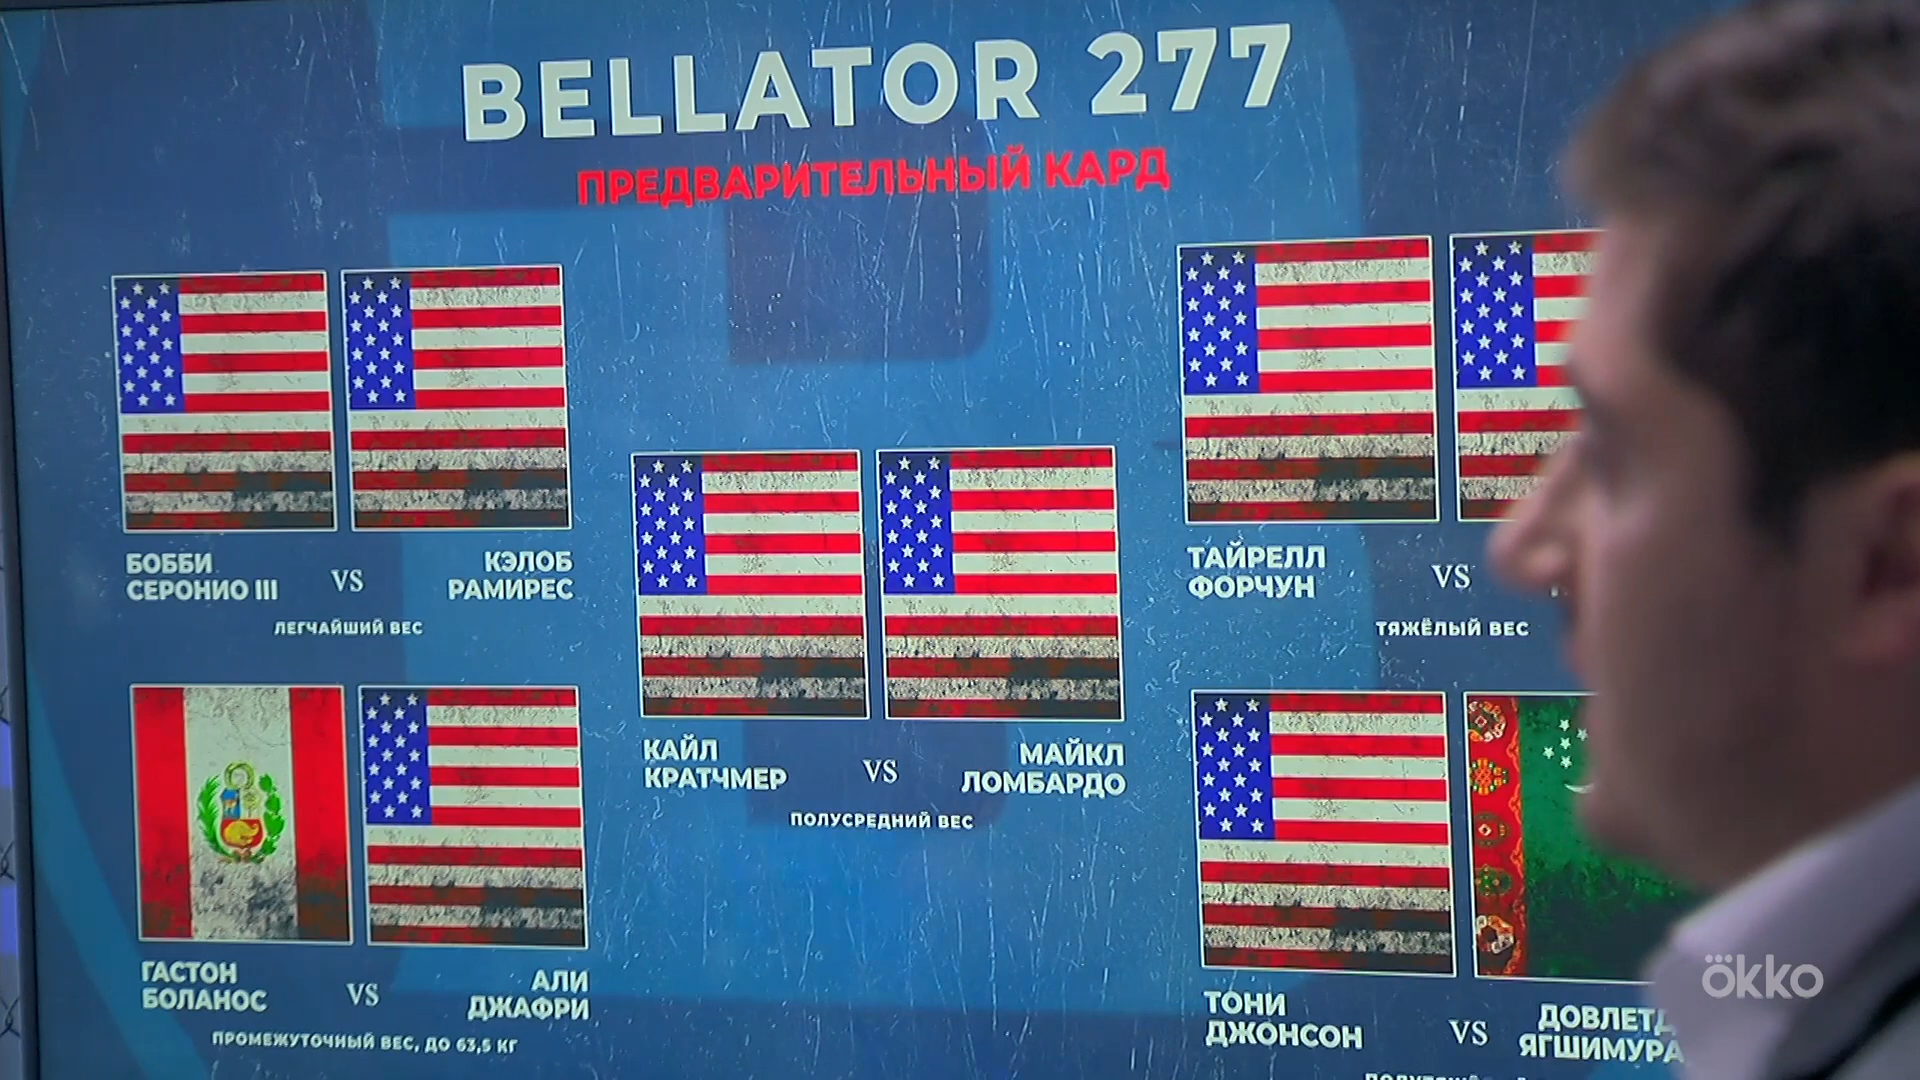 BELLATOR 277
ПРЕДВАРИТЕЛЬНЫЙ КАРД
БОББИ
СЕРОНИО III
VS
КЭЛОБ
РАМИРЕС
ЛЕГЧАЙШИЙ ВЕС
КАЙЛ
КРАТЧМЕР
VS
МАЙКЛ
ЛОМБАРДО
ПОЛУСРЕДНИЙ ВЕС
ТАЙРЕЛЛ
ФОРЧУН
VS
ТЯЖЁЛЫЙ ВЕС
ГАСТОН
БОЛАНОС
VS
АЛИ
ДЖАФРИ
ПРОМЕЖУТОЧНЫЙ ВЕС, ДО 63,5 КГ
ТОНИ
ДЖОНСОН
VS
ДОВЛЕТД
ЯГШИМУРА
ökko